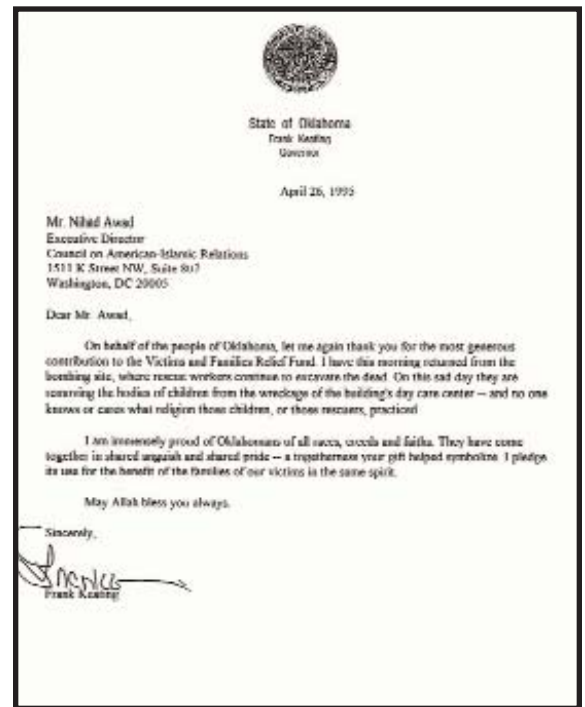 State of Oklahoma
Frank Keating
Governor
April 26, 1995
Mr. Nihad Awad
Executive Director
Council on American-Islamic Relations
1511 K Street NW, Suite 807
Washington, DC 20005
Dear Mr. Awad,
On behalf of the people of Oklahoma, let me again thank you for the most generous
contribution to the Victims and Families Relief Fund. I have this morning returned from the
bombing site, where rescue workers continue to excavate the dead. On this sad day they are
removing the bodies of children from the wreckage of the building's day care center -- and no one
knows or cares what religion those children, or those rescuers, practiced
I am immensely proud of Oklahomans of all races, creeds and faiths. They have come
together in shared anguish and shared pride -- a togetherness your gift helped symbolize. I pledge
its use for the benefit of the families of our victims in the same spirit.
May Allah bless you always.
Sincerely,
Frank Keating